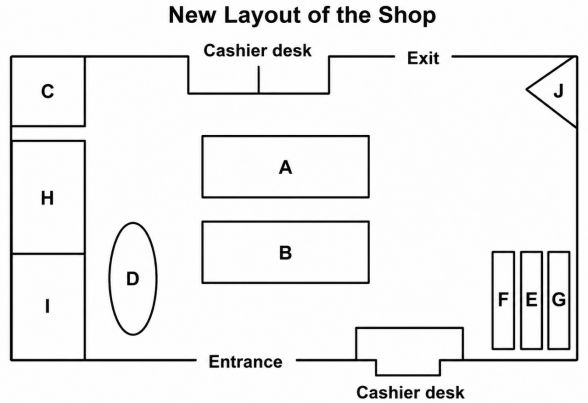 New Layout of the Shop
Cashier desk
Exit
C
J
A
H
B
D
I
F E G
Entrance
Cashier desk